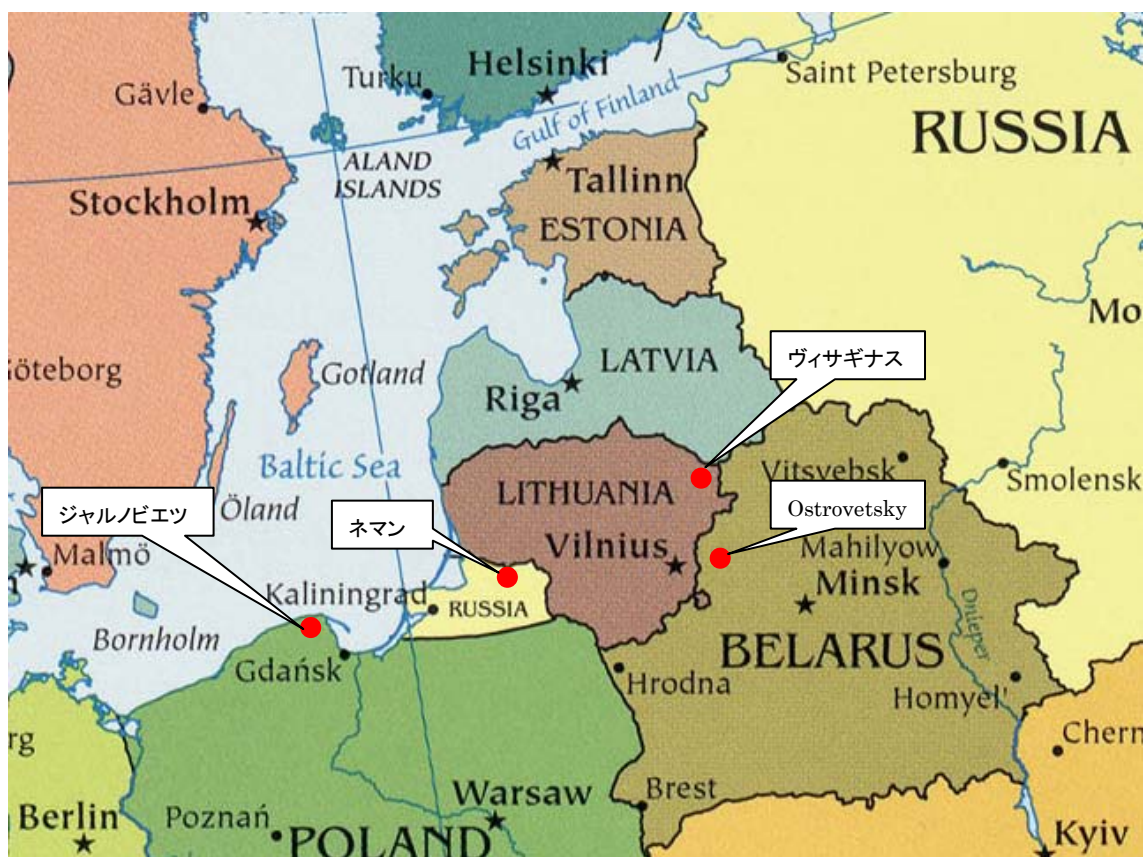 Helsinki
Turku
Saint Petersburg
Gävle
Gulf of Finland
RUSSIA
ALAND
ISLANDS
Tallinn
Stockholm
ESTONIA
Mo
LATVIA
ヴィサギナス
Göteborg
Gotland
Riga
Baltic Sea
Vitsyebsk
Smolensk
LITHUANIA
Öland
ジャルノビエツ
ネマン
Ostrovetsky
Malmö
Vilnius
Mahilyow
Minsk
Kaliningrad
RUSSIA
Dnieper
Bornholm
BELARUS
Gdańsk
Hrodna
Homyel'
rg
Chern
Brest
Warsaw
Berlin
Poznań
POLAND
Kyiv